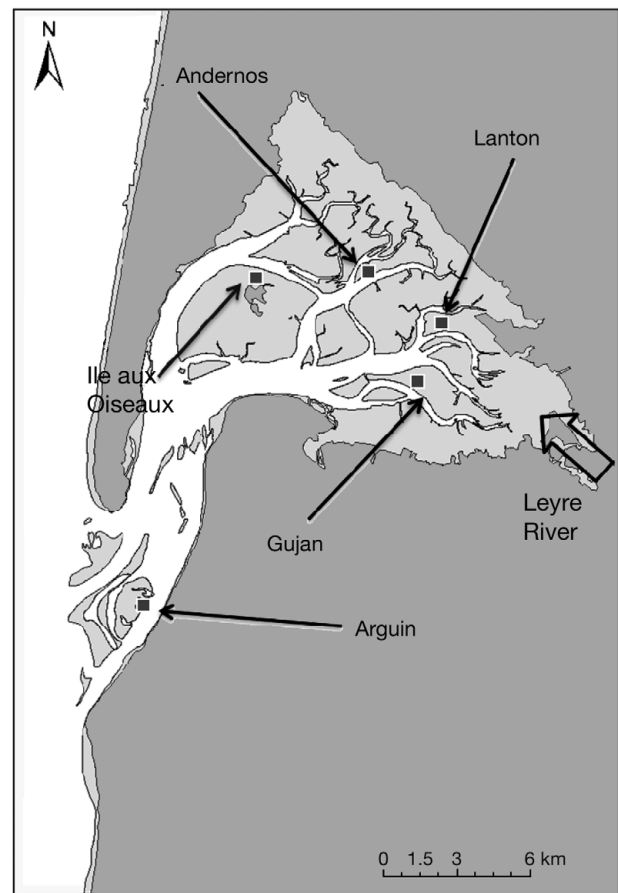 N
Andernos
Lanton
Ile aux
Oiseaux
Leyre
River
Gujan
Arguin
0 1.5 3 6 km